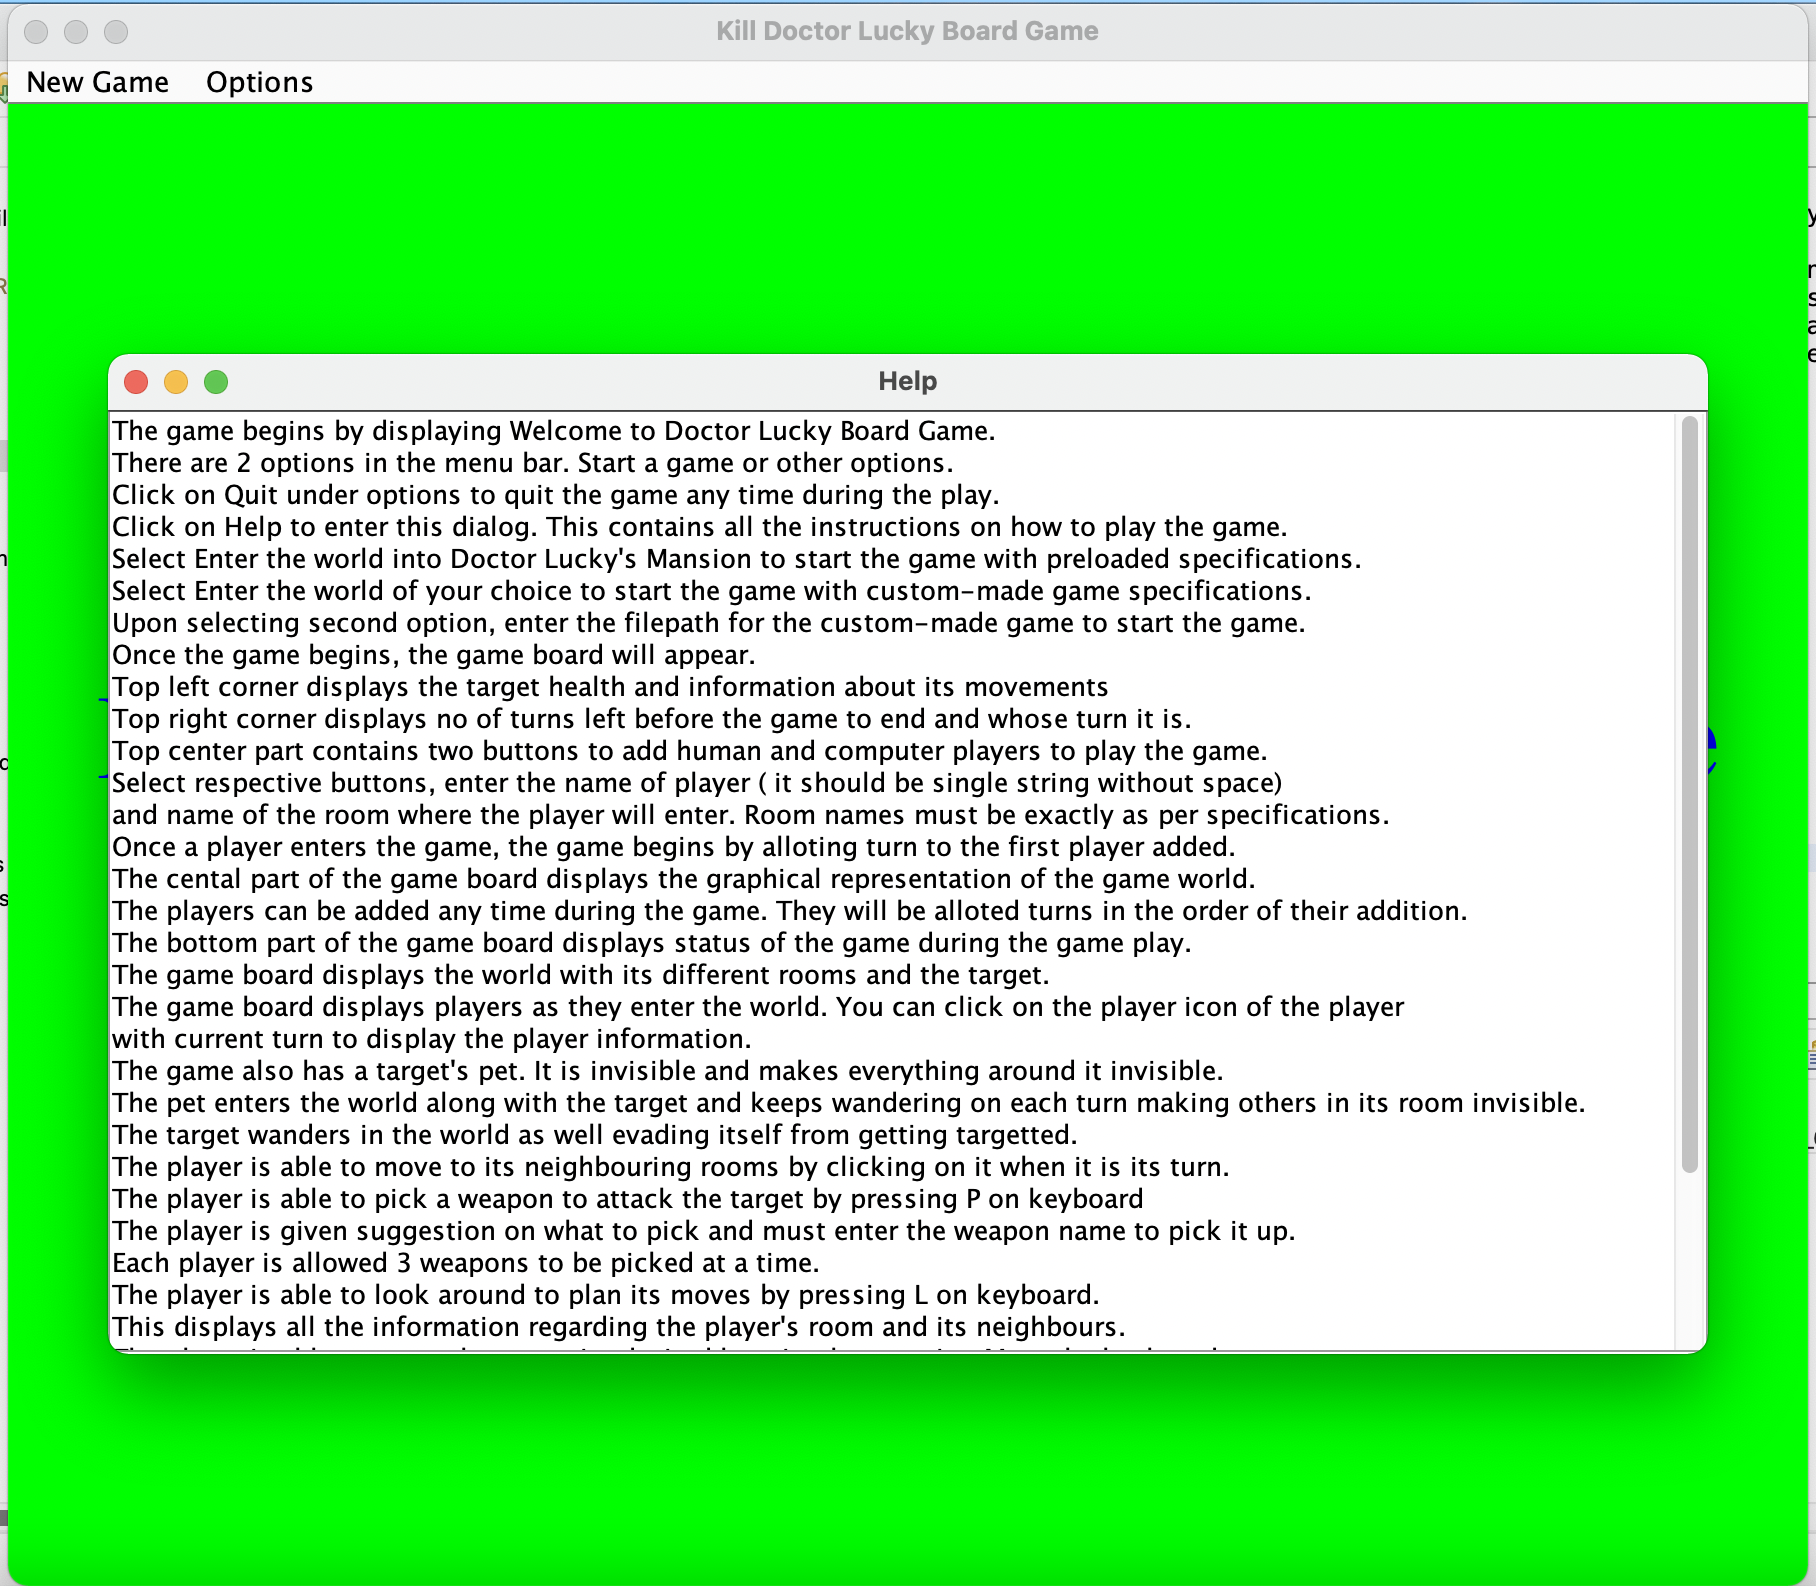 Kill Doctor Lucky Board Game
New Game Options
Help
The game begins by displaying Welcome to Doctor Lucky Board Game.
There are 2 options in the menu bar. Start a game or other options.
Click on Quit under options to quit the game any time during the play.
Click on Help to enter this dialog. This contains all the instructions on how to play the game.
Select Enter the world into Doctor Lucky's Mansion to start the game with preloaded specifications.
Select Enter the world of your choice to start the game with custom-made game specifications.
Upon selecting second option, enter the filepath for the custom-made game to start the game.
Once the game begins, the game board will appear.
Top left corner displays the target health and information about its movements
Top right corner displays no of turns left before the game to end and whose turn it is.
Top center part contains two buttons to add human and computer players to play the game.
Select respective buttons, enter the name of player ( it should be single string without space)
and name of the room where the player will enter. Room names must be exactly as per specifications.
Once a player enters the game, the game begins by alloting turn to the first player added.
The cental part of the game board displays the graphical representation of the game world.
The players can be added any time during the game. They will be alloted turns in the order of their addition.
The bottom part of the game board displays status of the game during the game play.
The game board displays the world with its different rooms and the target.
The game board displays players as they enter the world. You can click on the player icon of the player
with current turn to display the player information.
The game also has a target's pet. It is invisible and makes everything around it invisible.
The pet enters the world along with the target and keeps wandering on each turn making others in its room invisible.
The target wanders in the world as well evading itself from getting targetted.
The player is able to move to its neighbouring rooms by clicking on it when it is its turn.
The player is able to pick a weapon to attack the target by pressing P on keyboard
The player is given suggestion on what to pick and must enter the weapon name to pick it up.
Each player is allowed 3 weapons to be picked at a time.
The player is able to look around to plan its moves by pressing L on keyboard.
This displays all the information regarding the player's room and its neighbours.